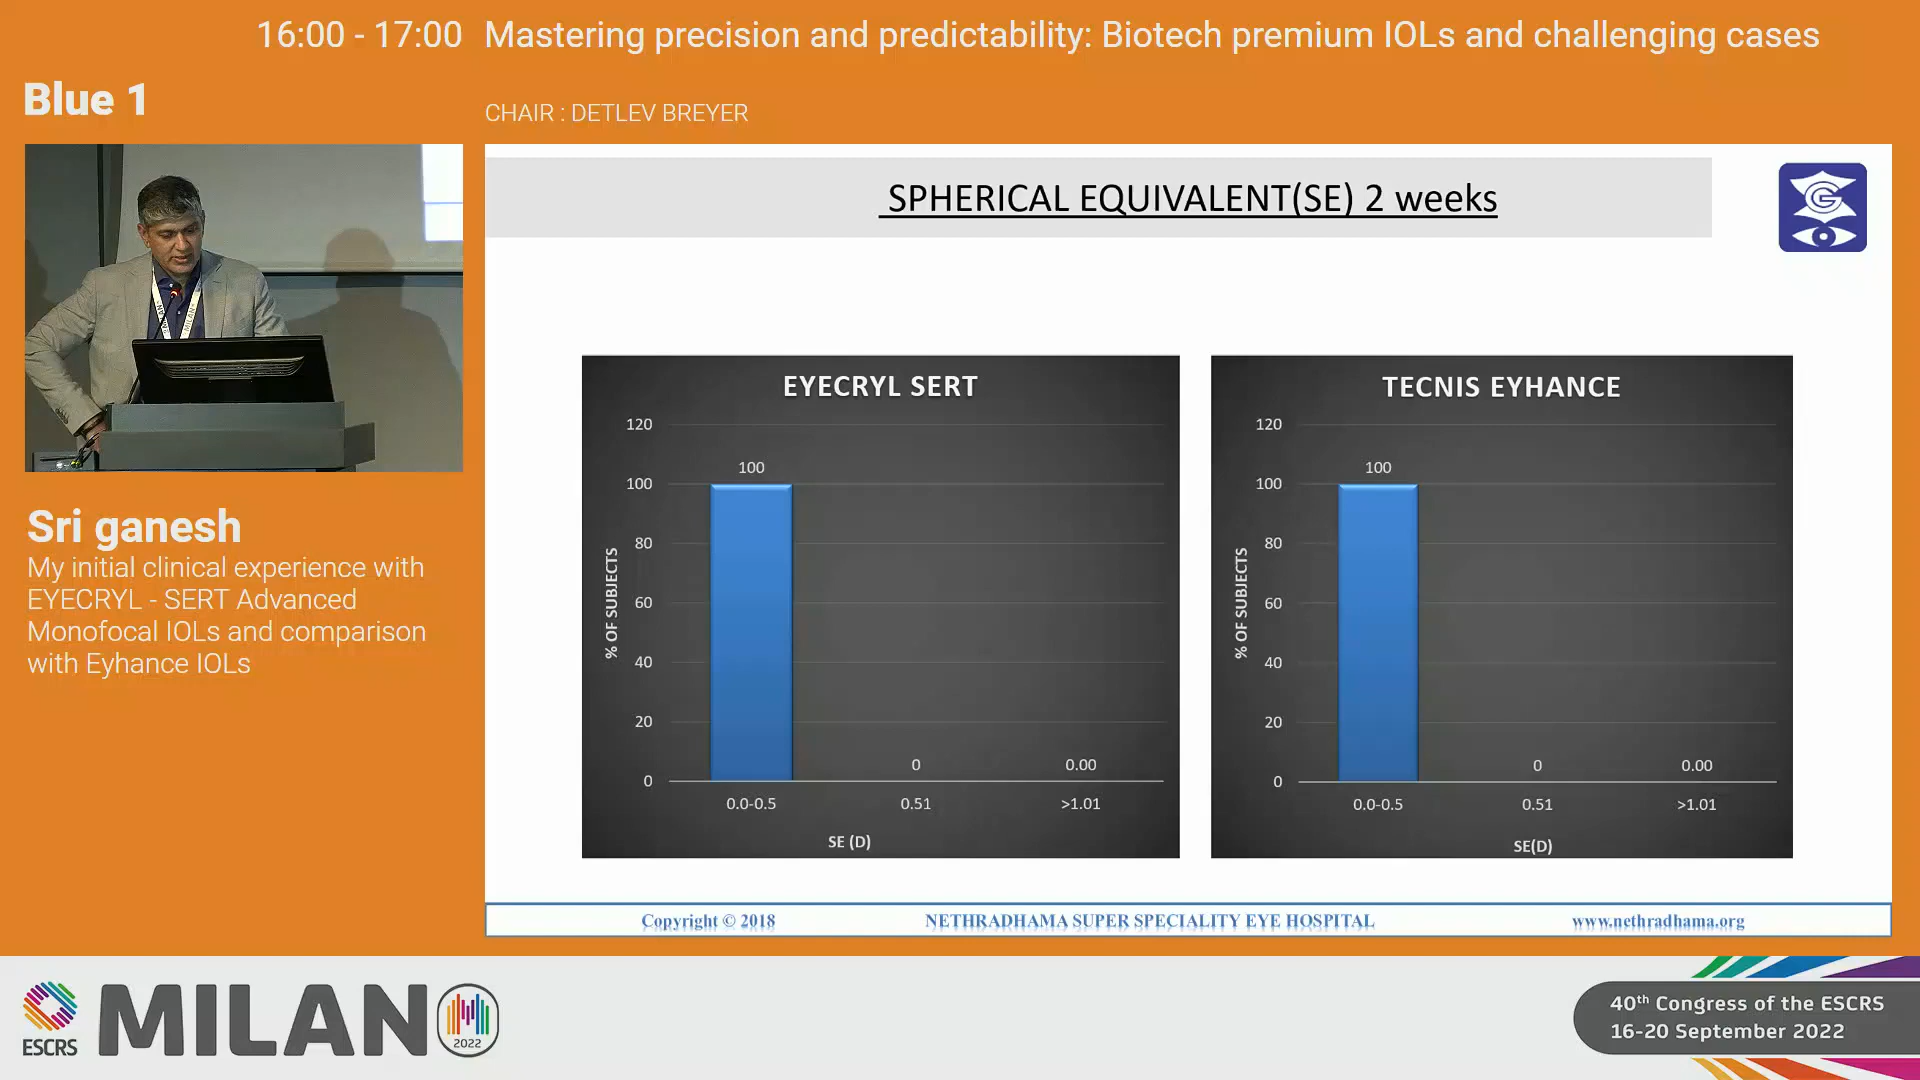 16:00 - 17:00 Mastering precision and predictability: Biotech premium IOLs and challenging cases
Blue 1
CHAIR : DETLEV BREYER
SPHERICAL EQUIVALENT(SE) 2 weeks
EYECRYL SERT
120
100
80
60
40
20
0
100
0
0.00
% OF SUBJECTS
0.0-0.5
0.51
>1.01
SE (D)
TECNIS EYHANCE
120
100
80
60
40
20
0
100
0
0.00
% OF SUBJECTS
0.0-0.5
0.51
>1.01
SE(D)
Copyright © 2018 NETHRADHAMA SUPER SPECIALITY EYE HOSPITAL www.nethradhama.org
Sri ganesh
My initial clinical experience with
EYECRYL - SERT Advanced
Monofocal IOLs and comparison
with Eyhance IOLs
ESCRS
MILANO
2022
40th Congress of the ESCRS
16-20 September 2022